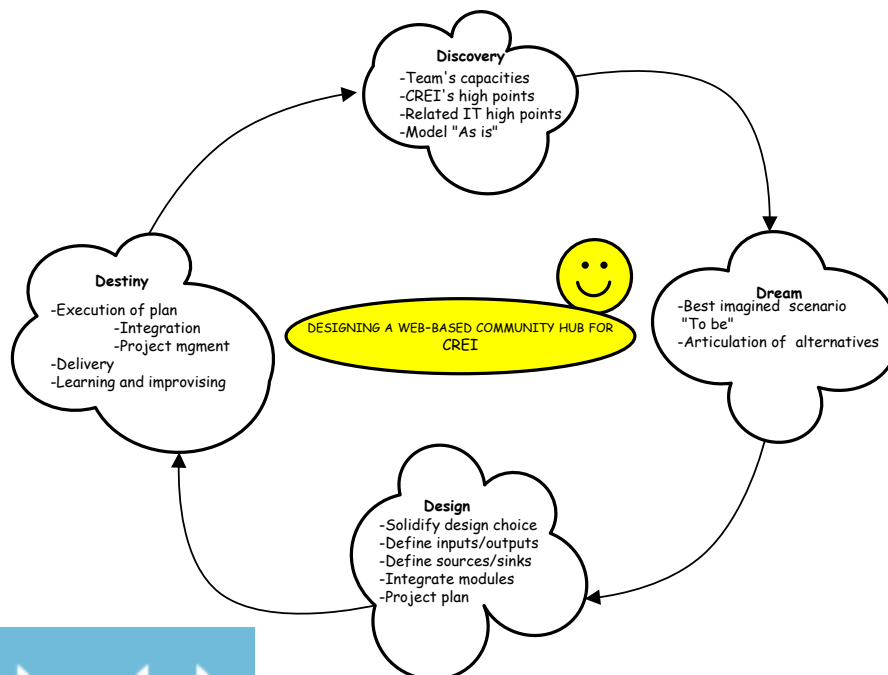 Discovery
-Team's capacities
-CREI's high points
-Related IT high points
-Model "As is"
Dream
-Best imagined scenario
"To be"
-Articulation of alternatives
Design
-Solidify design choice
-Define inputs/outputs
-Define sources/sinks
-Integrate modules
-Project plan
Destiny
-Execution of plan
-Integration
-Project mgment
-Delivery
-Learning and improvising
DESIGNING A WEB-BASED COMMUNITY HUB FOR
CREI